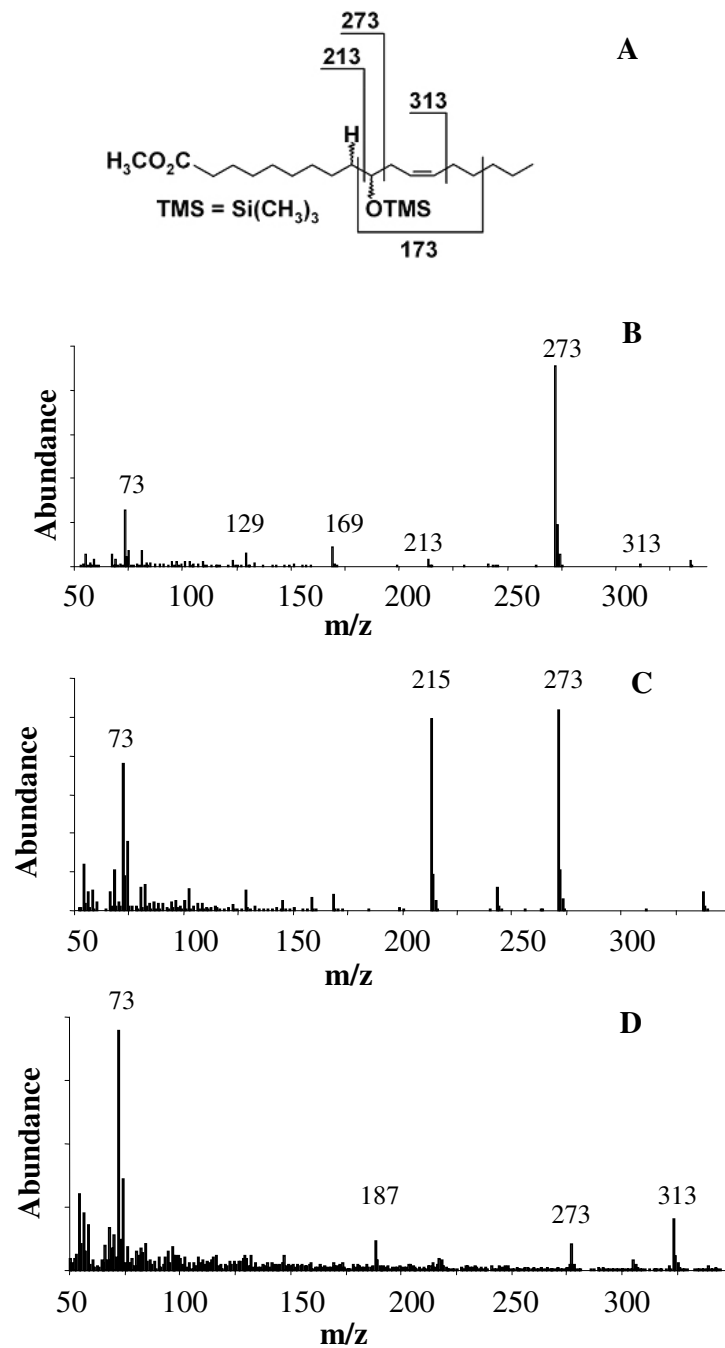 273
A
213
313
H
H₃CO₂C
OTMS
TMS = Si(CH₃)₃
173
B
273
73
129
169
213
313
Abundance
50
100
150
200
250
300
m/z
C
215
273
73
Abundance
50
100
150
200
250
300
m/z
73
D
187
273
313
Abundance
50
100
150
200
250
300
m/z